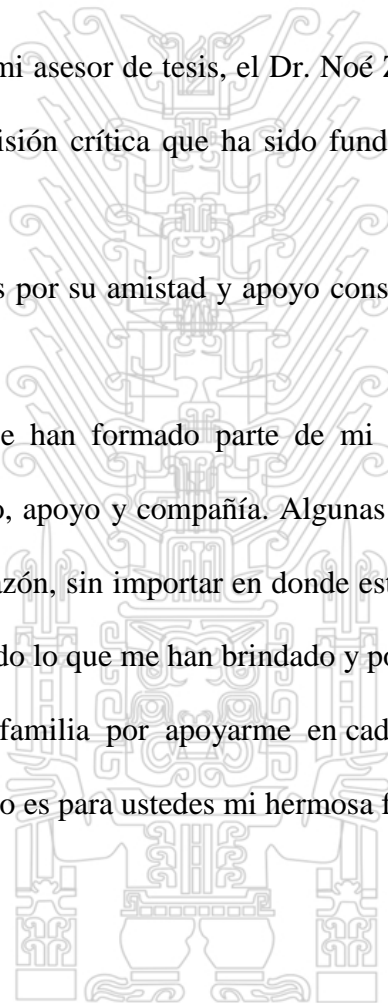 mi asesor de tesis, el Dr. Noé Z
isión crítica que ha sido fund
s por su amistad y apoyo cons
e han formado parte de mi
o, apoyo y compañía. Algunas
azón, sin importar en donde est
do lo que me han brindado y po
familia por apoyarme en cad
o es para ustedes mi hermosa f